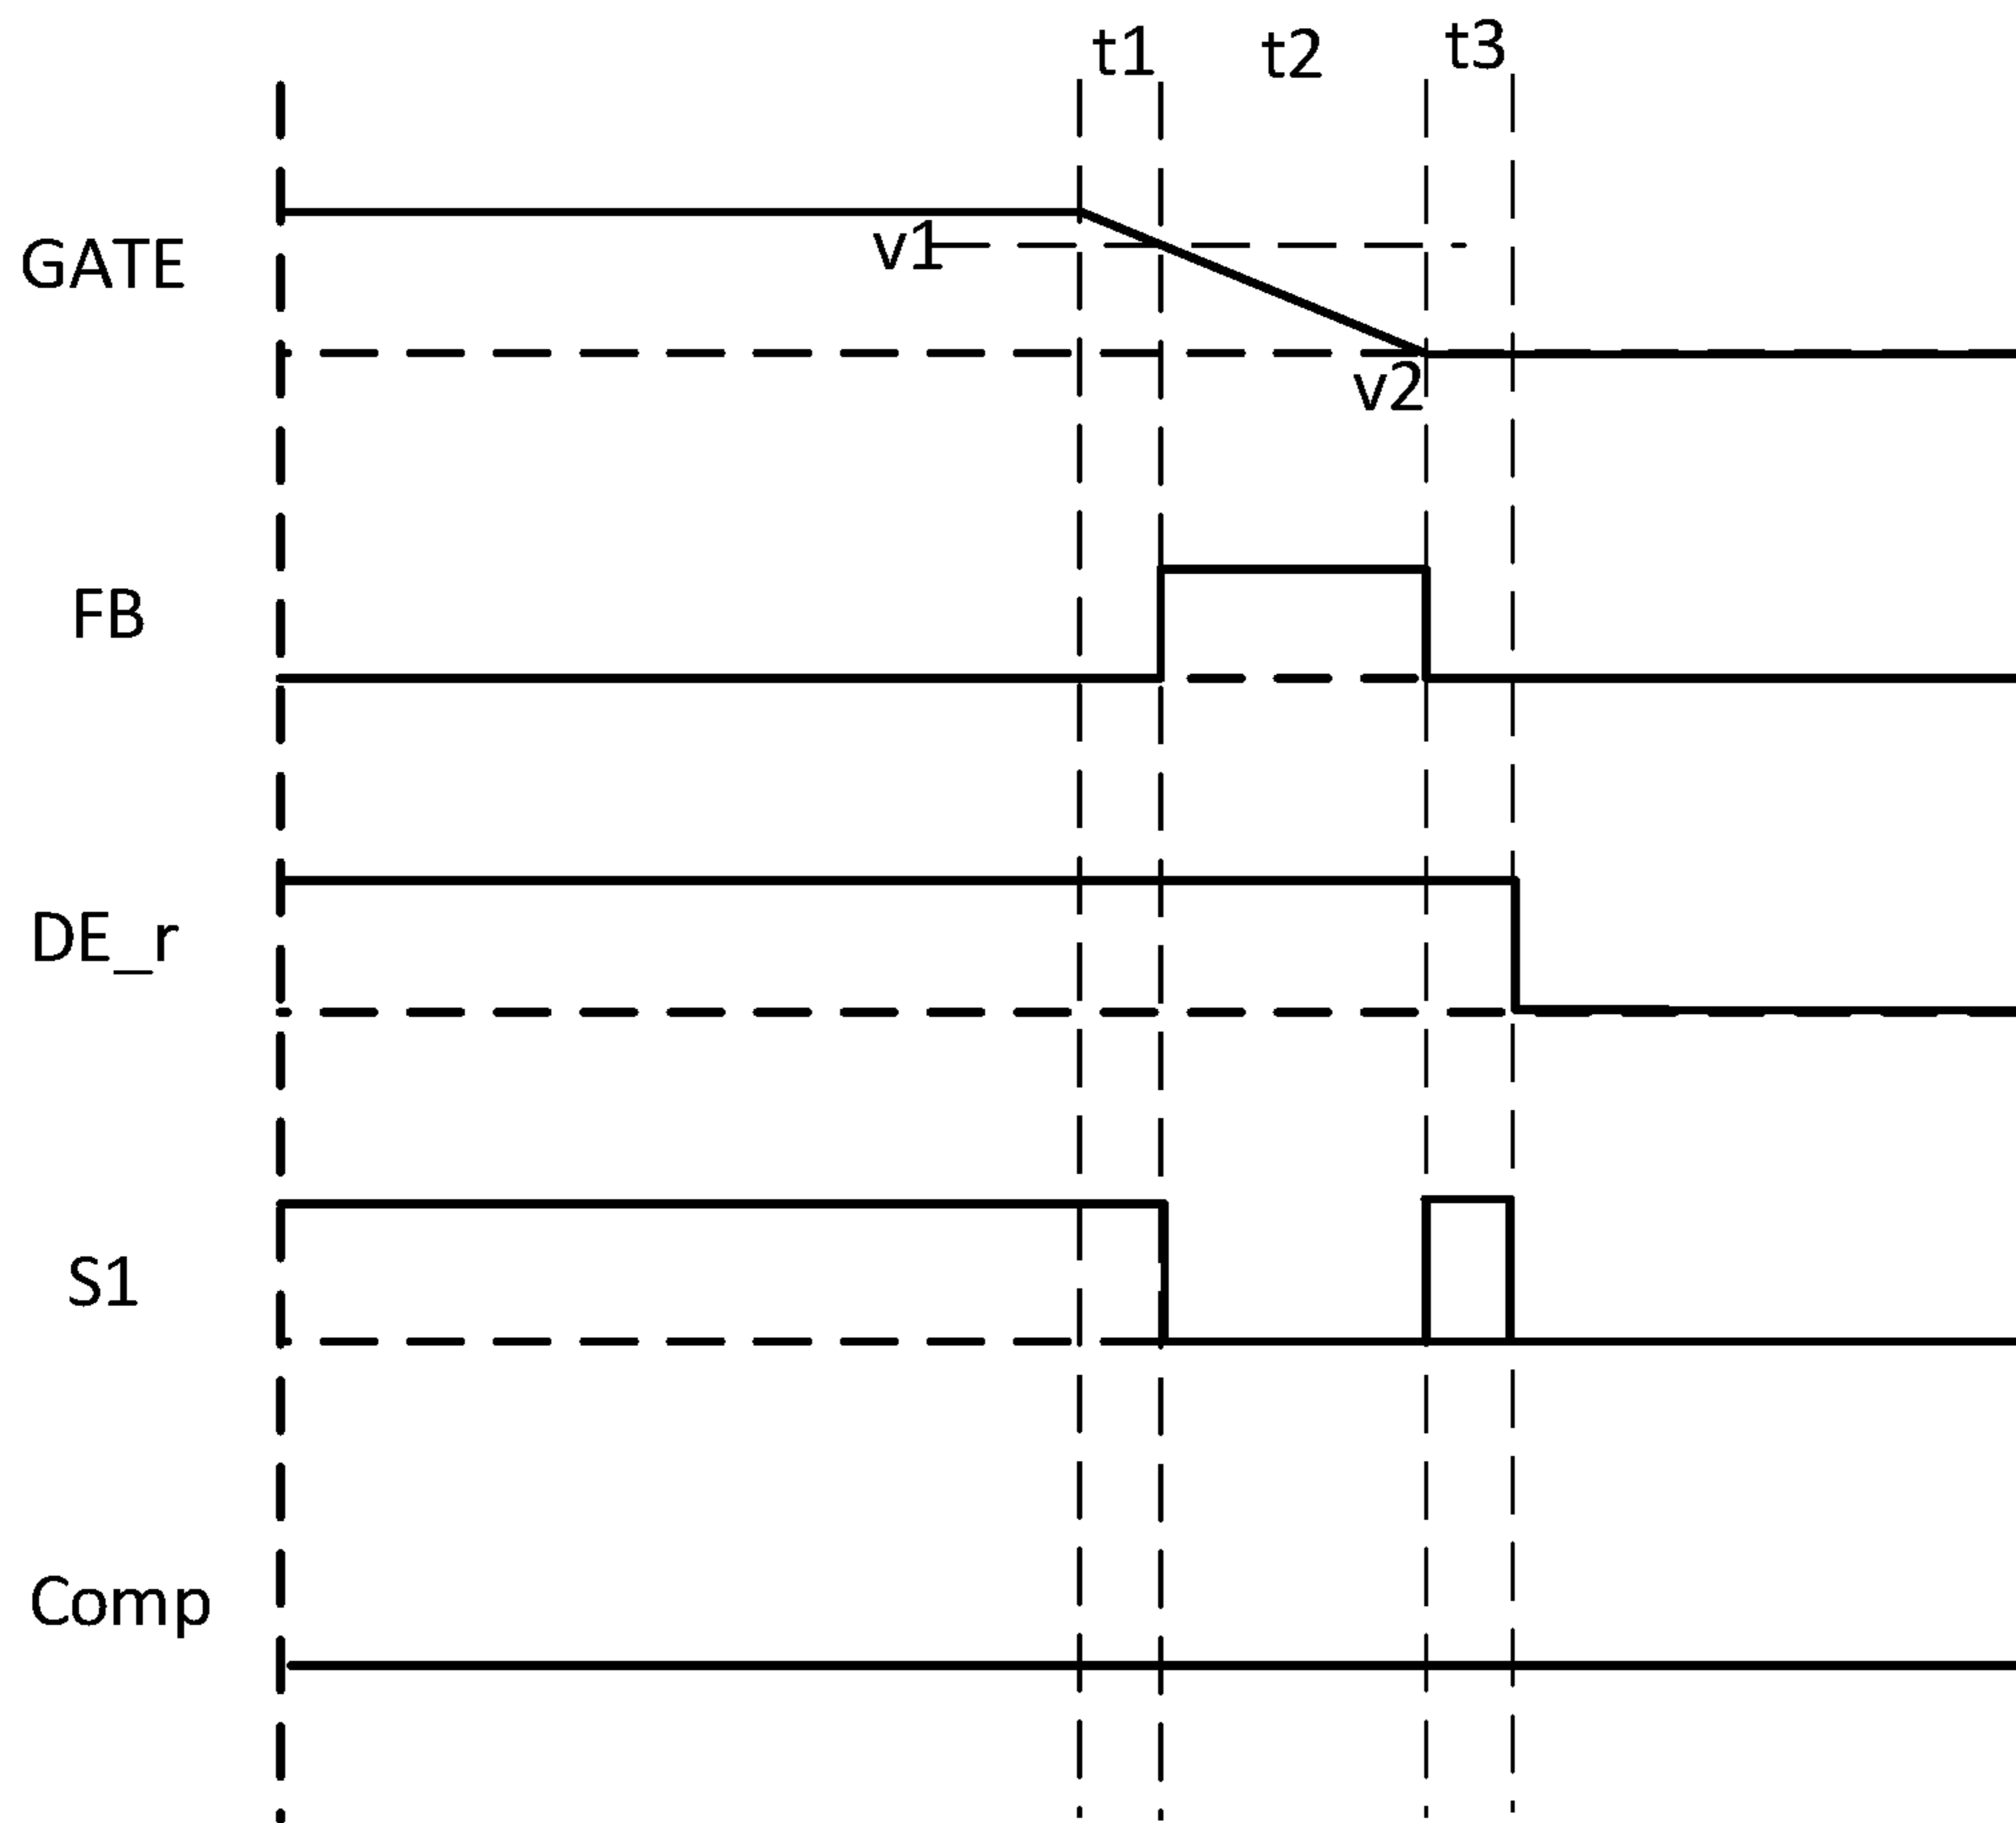 t1 t2 t3
GATE
v1
v2
FB
DE_r
S1
Comp